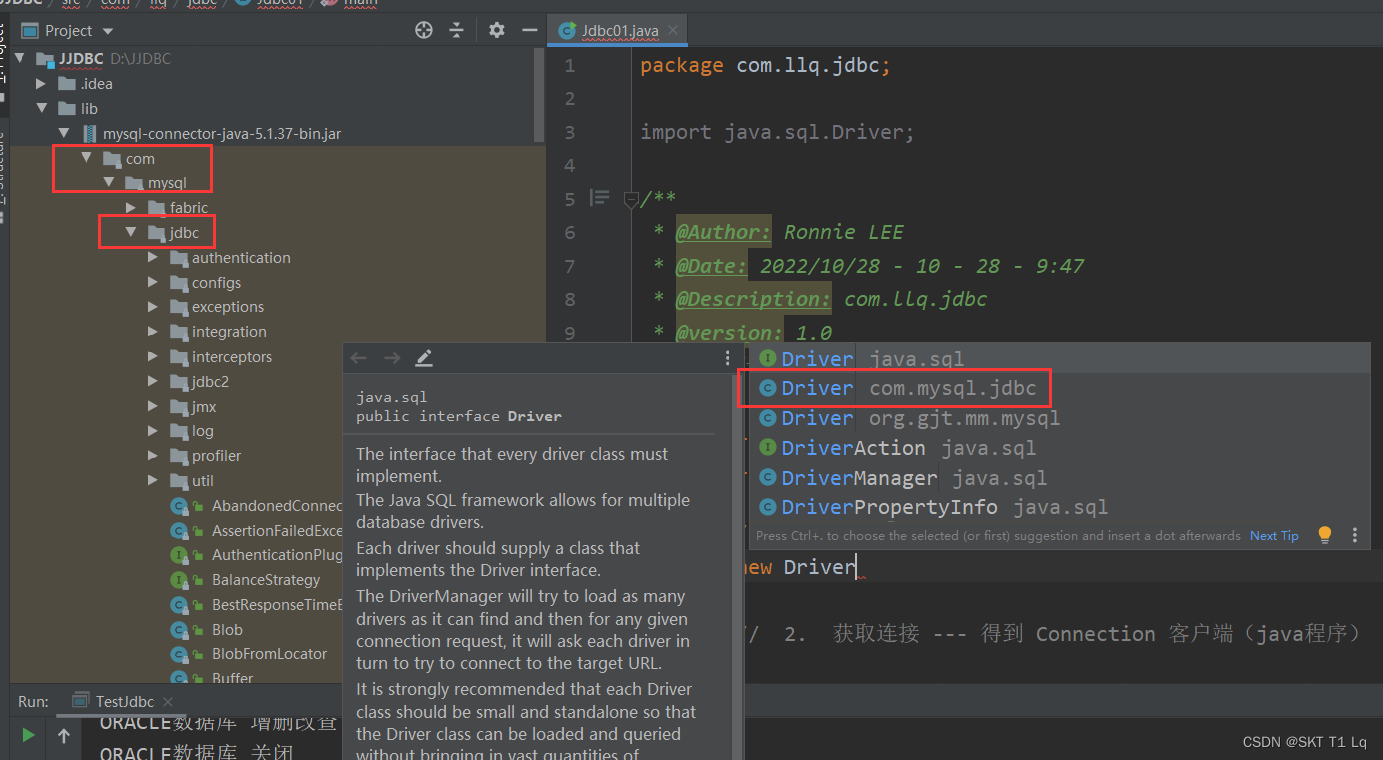 JJDBC src com llq jdbc Jdbc01 main
Project
Jdbc01.java
JJDBC D:\JJDBC
.idea
lib
mysql-connector-java-5.1.37-bin.jar
com
mysql
fabric
jdbc
authentication
configs
exceptions
integration
interceptors
jdbc2
jmx
log
profiler
util
AbandonedConnec
AssertionFailedExce
AuthenticationPlug
BalanceStrategy
BestResponseTimeB
Blob
BlobFromLocator
Buffer
1 package com.llq.jdbc;
2
3 import java.sql.Driver;
4
5 /**
6 * @Author: Ronnie LEE
7 * @Date: 2022/10/28 - 10 - 28 - 9:47
8 * @Description: com.llq.jdbc
9 * @version: 1.0
Driver java.sql
Driver com.mysql.jdbc
Driver org.gjt.mm.mysql
DriverAction java.sql
DriverManager java.sql
DriverPropertyInfo java.sql
Press Ctrl+. to choose the selected (or first) suggestion and insert a dot afterwards Next Tip
new Driver
// 2. 获取连接 --- 得到 Connection 客户端（java程序）
java.sql
public interface Driver
The interface that every driver class must
implement.
The Java SQL framework allows for multiple
database drivers.
Each driver should supply a class that
implements the Driver interface.
The DriverManager will try to load as many
drivers as it can find and then for any given
connection request, it will ask each driver in
turn to try to connect to the target URL.
It is strongly recommended that each Driver
class should be small and standalone so that
the Driver class can be loaded and queried
without bringing in vast quantities of
Run: TestJdbc
ORACLE数据库 增删改查
ORACLE数据库 关闭
CSDN @SKT T1 Lq